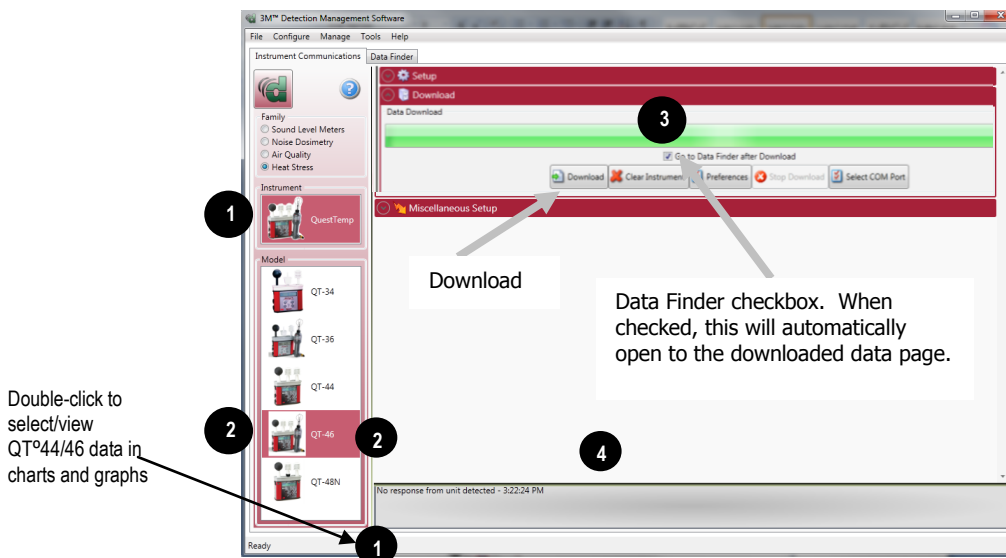 3M™ Detection Management Software
File Configure Manage Tools Help
Instrument Communications Data Finder
Setup
Download
Data Download
3
Go to Data Finder after Download
Download Clear Instrument Preferences Stop Download Select COM Port
Miscellaneous Setup
d
?
Family
Sound Level Meters
Noise Dosimetry
Air Quality
Heat Stress
Instrument
1
QuestTemp
Model
QT-34
QT-36
QT-44
2
QT-46
2
QT-48N
Download
Data Finder checkbox. When
checked, this will automatically
open to the downloaded data page.
4
Double-click to
select/view
QTº44/46 data in
charts and graphs
No response from unit detected - 3:22:24 PM
Ready
1